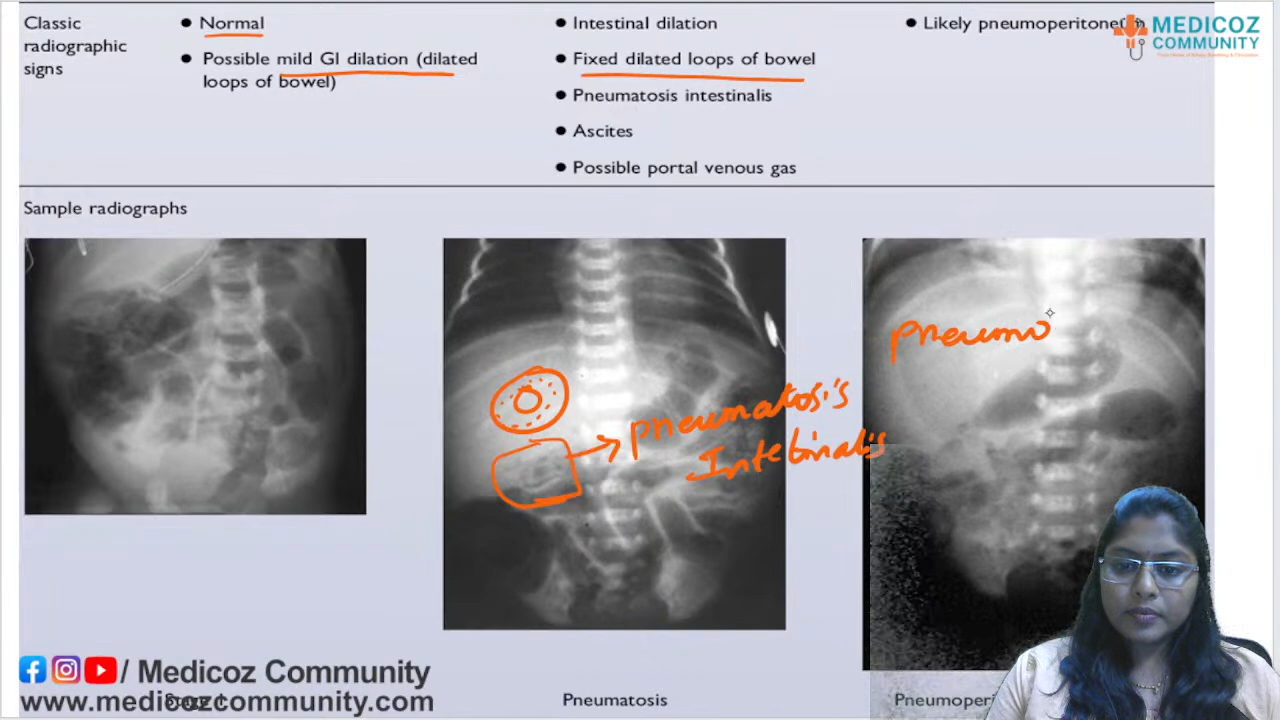 Classic
radiographic
signs
● Normal
● Possible mild GI dilation (dilated
loops of bowel)
● Intestinal dilation
● Fixed dilated loops of bowel
● Pneumatosis intestinalis
● Ascites
● Possible portal venous gas
● Likely pneumoperitoneum
MEDICOZ
COMMUNITY
Sample radiographs
pneumatosis
Intestinalis
pneumo
/ Medicoz Community
www.medicozcommunity.com
Pneumatosis
Pneumoperi